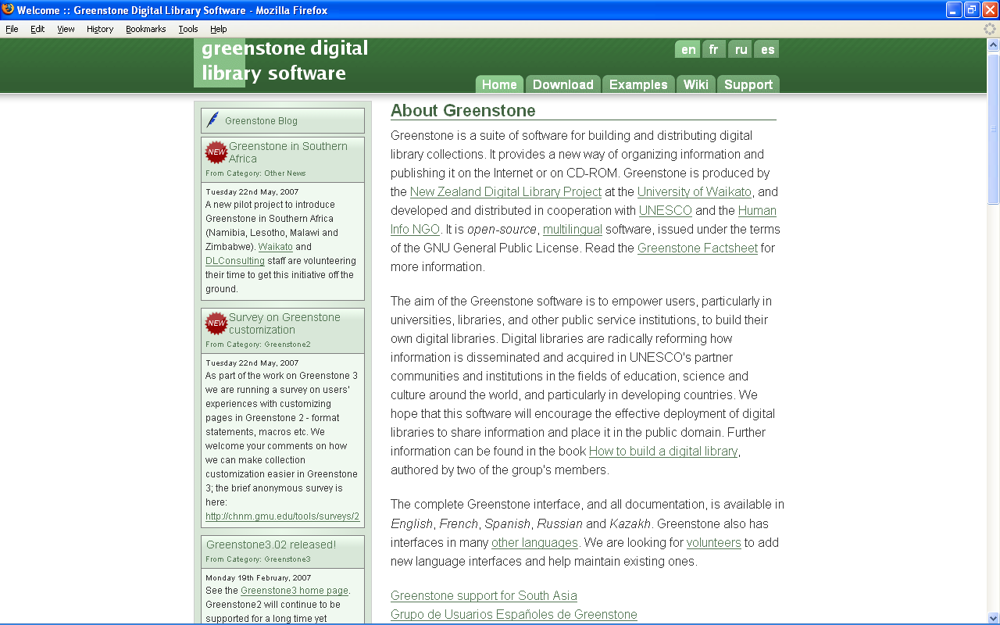 Welcome :: Greenstone Digital Library Software - Mozilla Firefox
File Edit View History Bookmarks Tools Help
greenstone digital
library software
en fr ru es
Home Download Examples Wiki Support
Greenstone Blog
NEW
Greenstone in Southern
Africa
From Category: Other News
Tuesday 22nd May, 2007
A new pilot project to introduce
Greenstone in Southern Africa
(Namibia, Lesotho, Malawi and
Zimbabwe). Waikato and
DLConsulting staff are volunteering
their time to get this initiative off the
ground.
NEW
Survey on Greenstone
customization
From Category: Greenstone2
Tuesday 22nd May, 2007
As part of the work on Greenstone 3
we are running a survey on users'
experiences with customizing
pages in Greenstone 2 - format
statements, macros etc. We
welcome your comments on how
we can make collection
customization easier in Greenstone
3; the brief anonymous survey is
here:
http://chnm.gmu.edu/tools/surveys/2
Greenstone3.02 released!
From Category: Greenstone3
Monday 19th February, 2007
See the Greenstone3 home page.
Greenstone2 will continue to be
supported for a long time yet
About Greenstone
Greenstone is a suite of software for building and distributing digital
library collections. It provides a new way of organizing information and
publishing it on the Internet or on CD-ROM. Greenstone is produced by
the New Zealand Digital Library Project at the University of Waikato, and
developed and distributed in cooperation with UNESCO and the Human
Info NGO. It is open-source, multilingual software, issued under the terms
of the GNU General Public License. Read the Greenstone Factsheet for
more information.
The aim of the Greenstone software is to empower users, particularly in
universities, libraries, and other public service institutions, to build their
own digital libraries. Digital libraries are radically reforming how
information is disseminated and acquired in UNESCO's partner
communities and institutions in the fields of education, science and
culture around the world, and particularly in developing countries. We
hope that this software will encourage the effective deployment of digital
libraries to share information and place it in the public domain. Further
information can be found in the book How to build a digital library,
authored by two of the group's members.
The complete Greenstone interface, and all documentation, is available in
English, French, Spanish, Russian and Kazakh. Greenstone also has
interfaces in many other languages. We are looking for volunteers to add
new language interfaces and help maintain existing ones.
Greenstone support for South Asia
Grupo de Usuarios Españoles de Greenstone